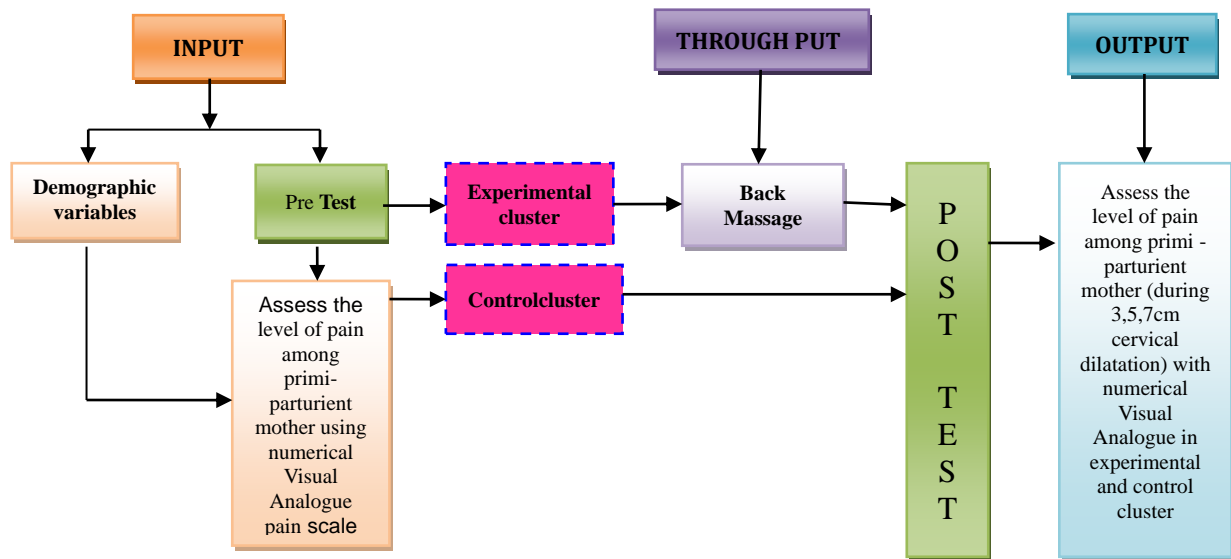 INPUT
THROUGH PUT
OUTPUT
Demographic
variables
Pre Test
Experimental
cluster
Back
Massage
Controlcluster
Assess the
level of pain
among
primi-
parturient
mother using
numerical
Visual
Analogue
pain scale
P
O
S
T
T
E
S
T
Assess the
level of pain
among primi -
parturient
mother (during
3,5,7cm
cervical
dilatation) with
numerical
Visual
Analogue in
experimental
and control
cluster